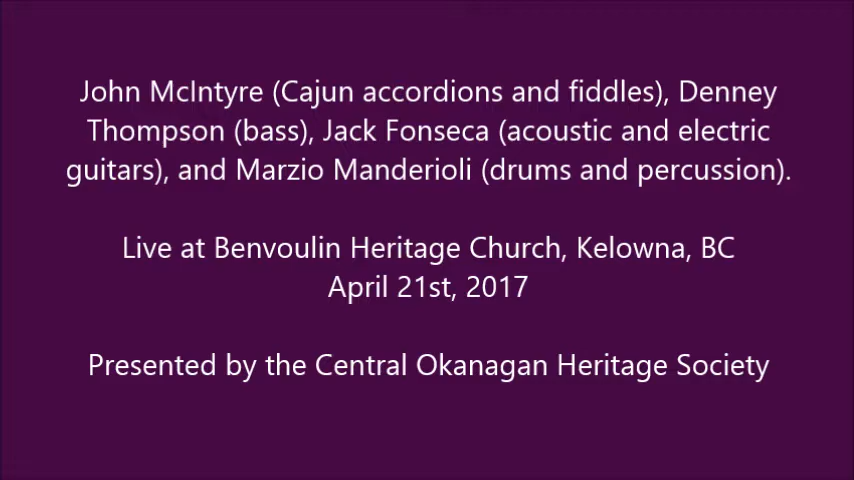 John McIntyre (Cajun accordions and fiddles), Denney
Thompson (bass), Jack Fonseca (acoustic and electric
guitars), and Marzio Manderioli (drums and percussion).
Live at Benvoulin Heritage Church, Kelowna, BC
April 21st, 2017
Presented by the Central Okanagan Heritage Society